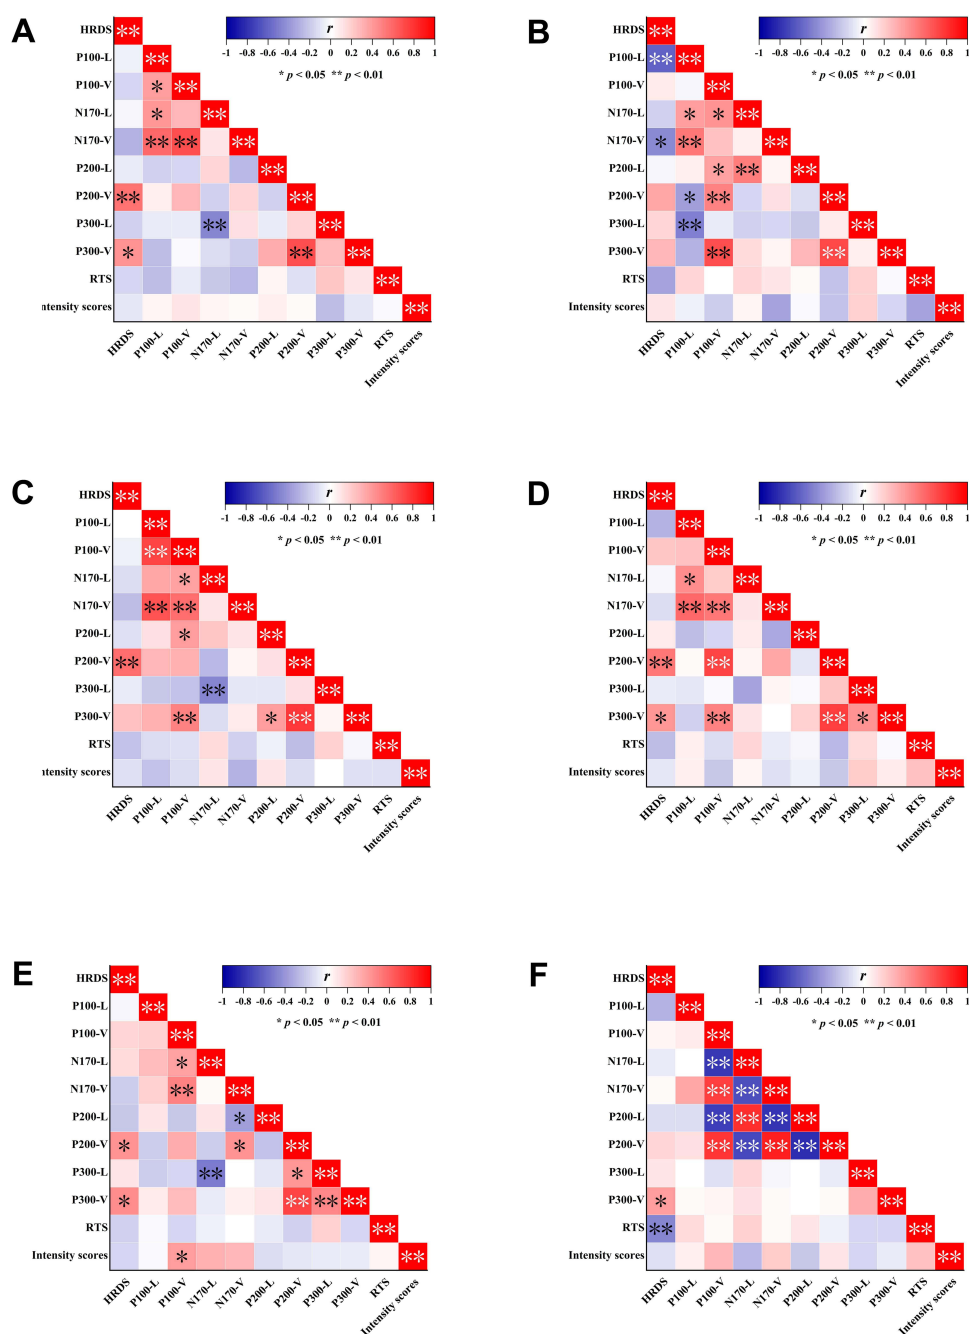 A
HRDS
P100-L
P100-V
N170-L
N170-V
P200-L
P200-V
P300-L
P300-V
RTS
ntensity scores
r
-1 -0.8 -0.6 -0.4 -0.2 0 0.2 0.4 0.6 0.8 1
* p < 0.05 ** p < 0.01
HRDS P100-L P100-V N170-L N170-V P200-L P200-V P300-L P300-V RTS Intensity scores
B
HRDS
P100-L
P100-V
N170-L
N170-V
P200-L
P200-V
P300-L
P300-V
RTS
Intensity scores
r
-1 -0.8 -0.6 -0.4 -0.2 0 0.2 0.4 0.6 0.8 1
* p < 0.05 ** p < 0.01
HRDS P100-L P100-V N170-L N170-V P200-L P200-V P300-L P300-V RTS Intensity scores
C
HRDS
P100-L
P100-V
N170-L
N170-V
P200-L
P200-V
P300-L
P300-V
RTS
ntensity scores
r
-1 -0.8 -0.6 -0.4 -0.2 0 0.2 0.4 0.6 0.8 1
* p < 0.05 ** p < 0.01
HRDS P100-L P100-V N170-L N170-V P200-L P200-V P300-L P300-V RTS Intensity scores
D
HRDS
P100-L
P100-V
N170-L
N170-V
P200-L
P200-V
P300-L
P300-V
RTS
Intensity scores
r
-1 -0.8 -0.6 -0.4 -0.2 0 0.2 0.4 0.6 0.8 1
* p < 0.05 ** p < 0.01
HRDS P100-L P100-V N170-L N170-V P200-L P200-V P300-L P300-V RTS Intensity scores
E
HRDS
P100-L
P100-V
N170-L
N170-V
P200-L
P200-V
P300-L
P300-V
RTS
Intensity scores
r
-1 -0.8 -0.6 -0.4 -0.2 0 0.2 0.4 0.6 0.8 1
* p < 0.05 ** p < 0.01
HRDS P100-L P100-V N170-L N170-V P200-L P200-V P300-L P300-V RTS Intensity scores
F
HRDS
P100-L
P100-V
N170-L
N170-V
P200-L
P200-V
P300-L
P300-V
RTS
Intensity scores
r
-1 -0.8 -0.6 -0.4 -0.2 0 0.2 0.4 0.6 0.8 1
* p < 0.05 ** p < 0.01
HRDS P100-L P100-V N170-L N170-V P200-L P200-V P300-L P300-V RTS Intensity scores